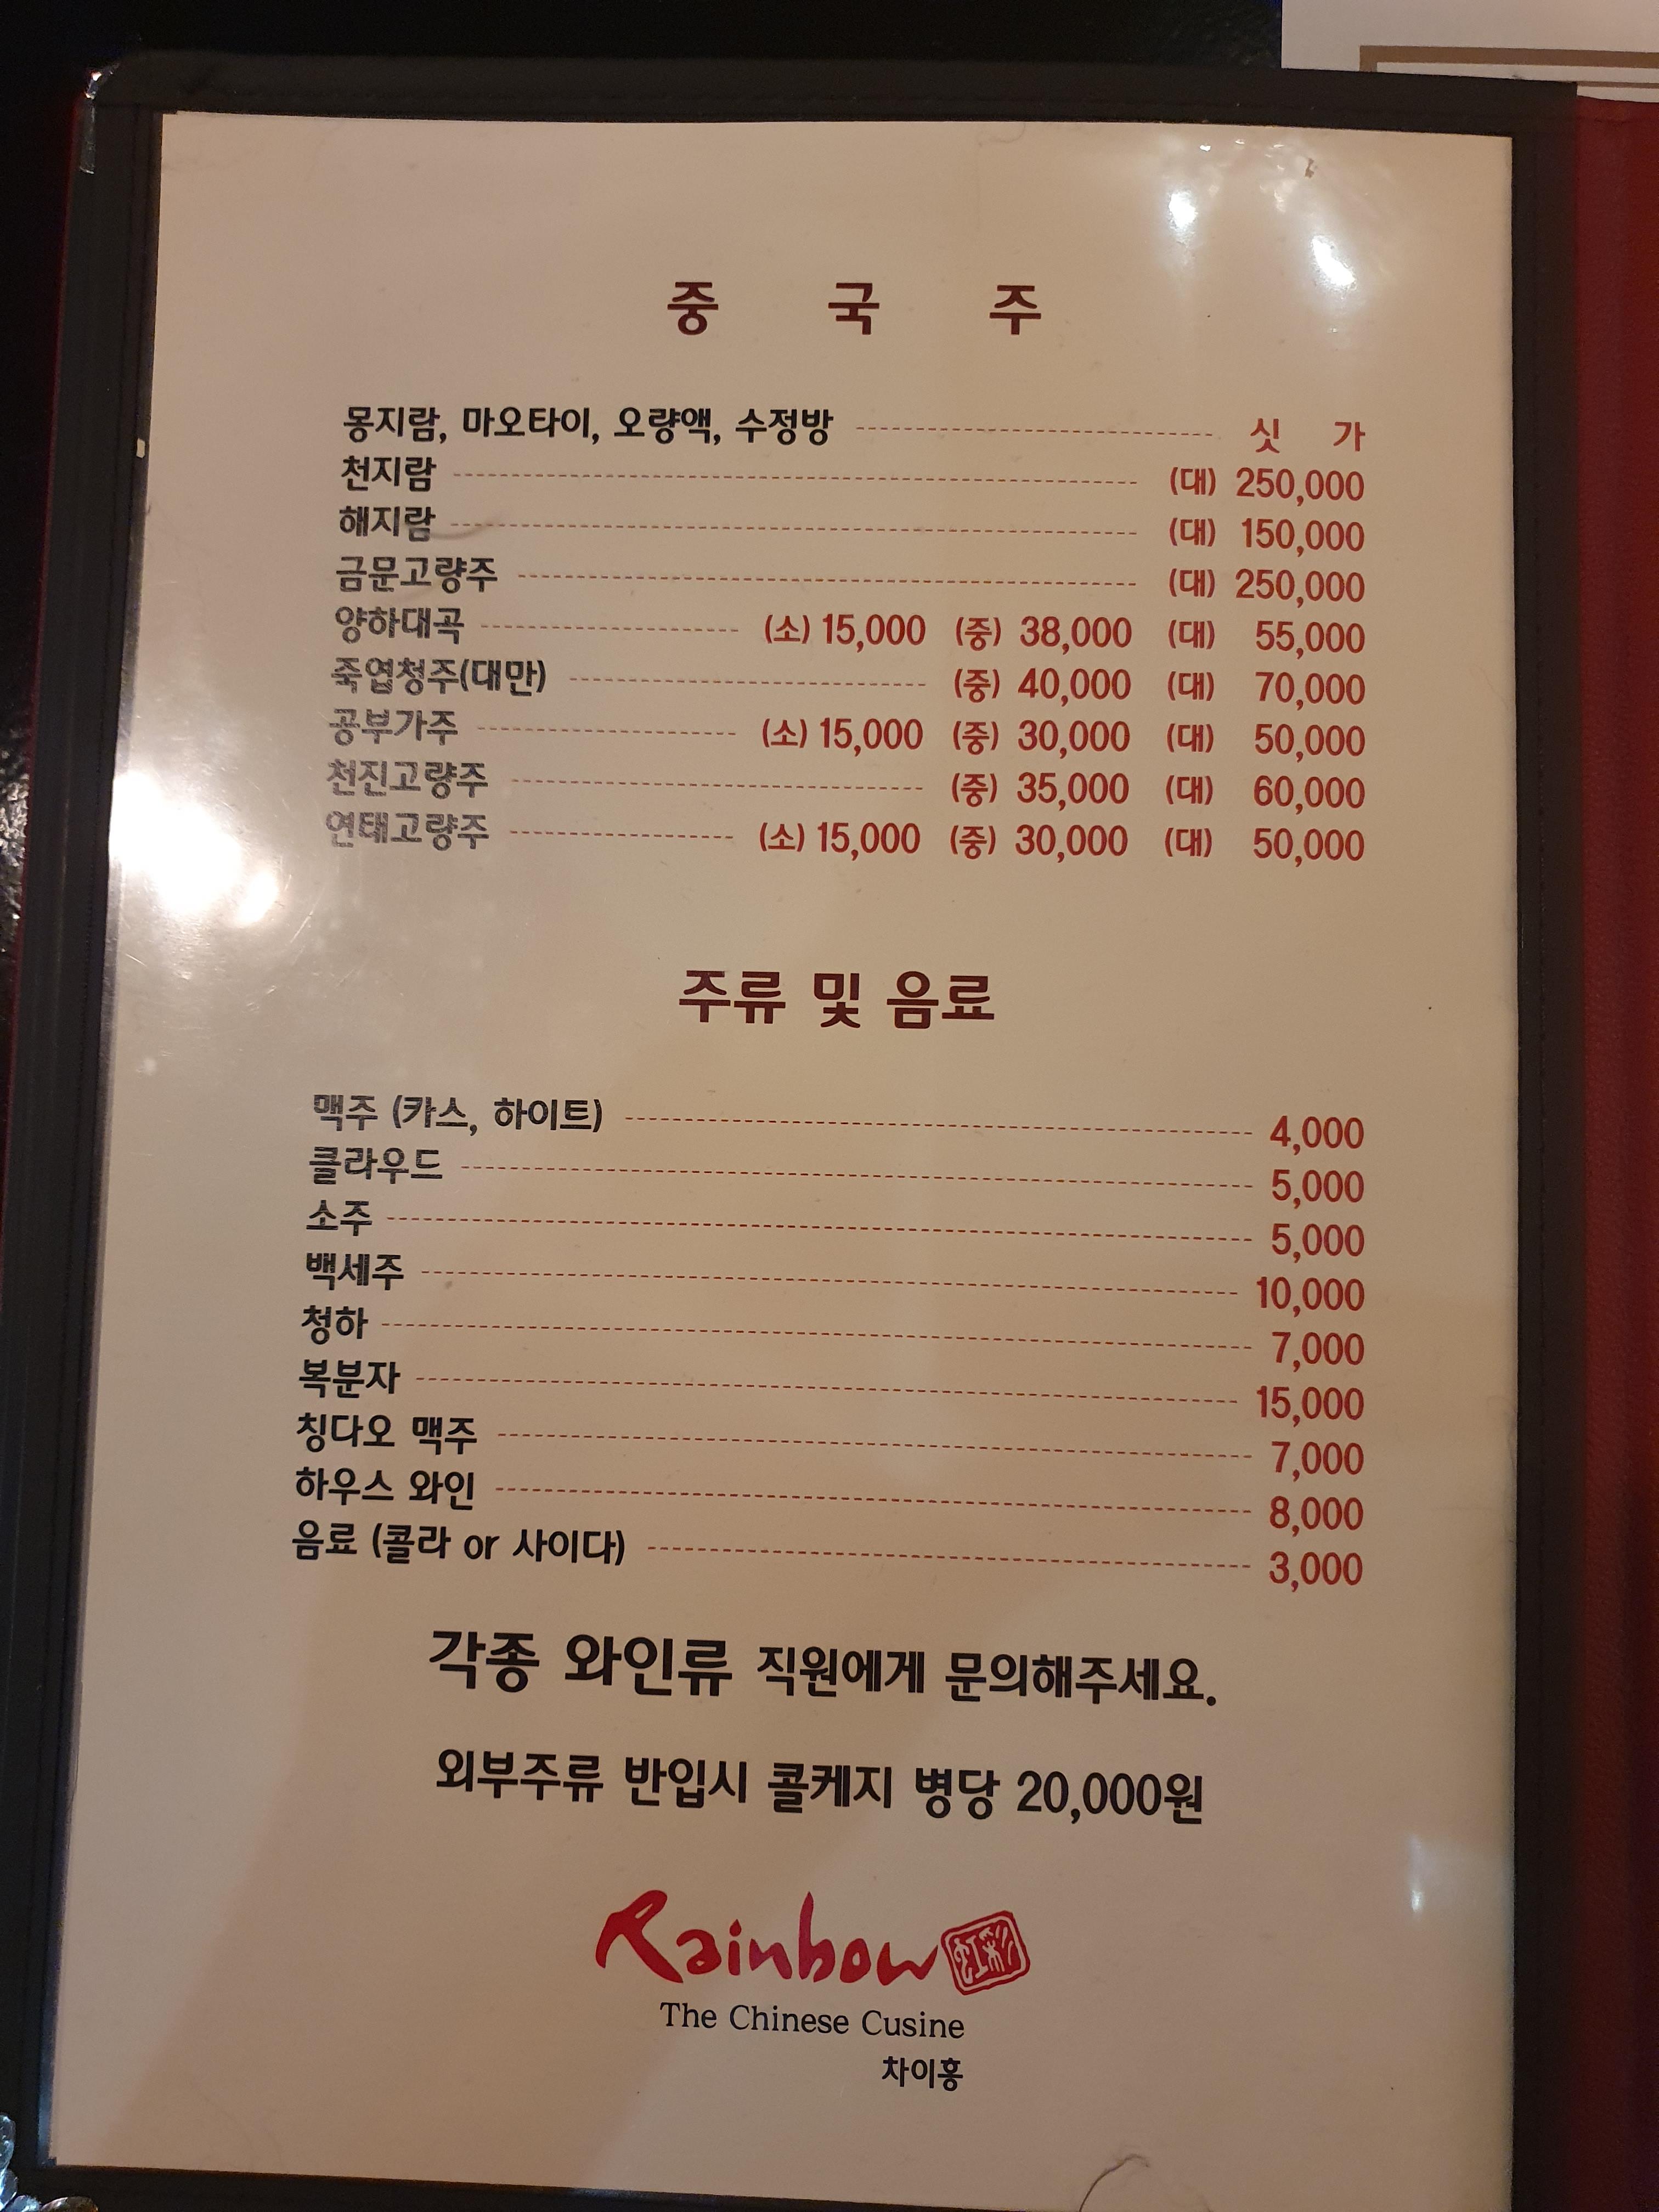 중 국 주
몽지람, 마오타이, 오량액, 수정방 싯 가
천지람 (대) 250,000
해지람 (대) 150,000
금문고량주 (대) 250,000
양하대곡 (소) 15,000 (중) 38,000 (대) 55,000
죽엽청주(대만) (중) 40,000 (대) 70,000
공부가주 (소) 15,000 (중) 30,000 (대) 50,000
천진고량주 (중) 35,000 (대) 60,000
연태고량주 (소) 15,000 (중) 30,000 (대) 50,000
주류 및 음료
맥주 (카스, 하이트) 4,000
클라우드 5,000
소주 5,000
백세주 10,000
청하 7,000
복분자 15,000
칭다오 맥주 7,000
하우스 와인 8,000
음료 (콜라 or 사이다) 3,000
각종 와인류 직원에게 문의해주세요.
외부주류 반입시 콜케지 병당 20,000원
Rainbow 虹彩
The Chinese Cusine
차이홍